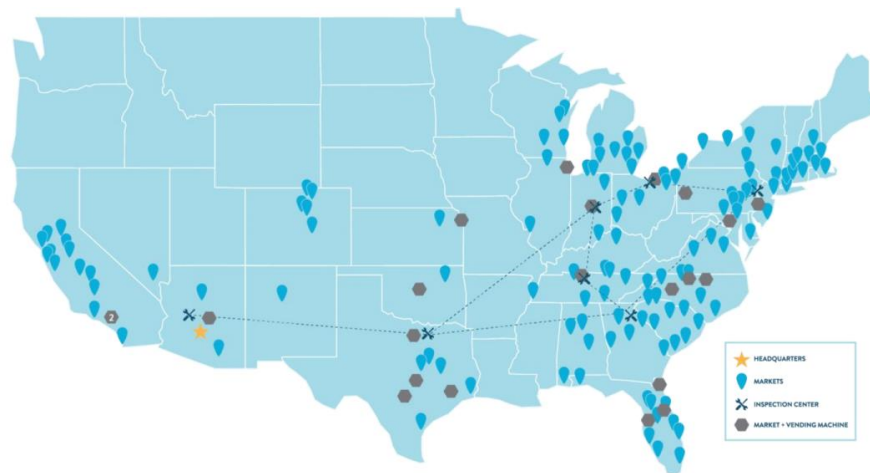 2
HEADQUARTERS
MARKETS
INSPECTION CENTER
MARKET + VENDING MACHINE